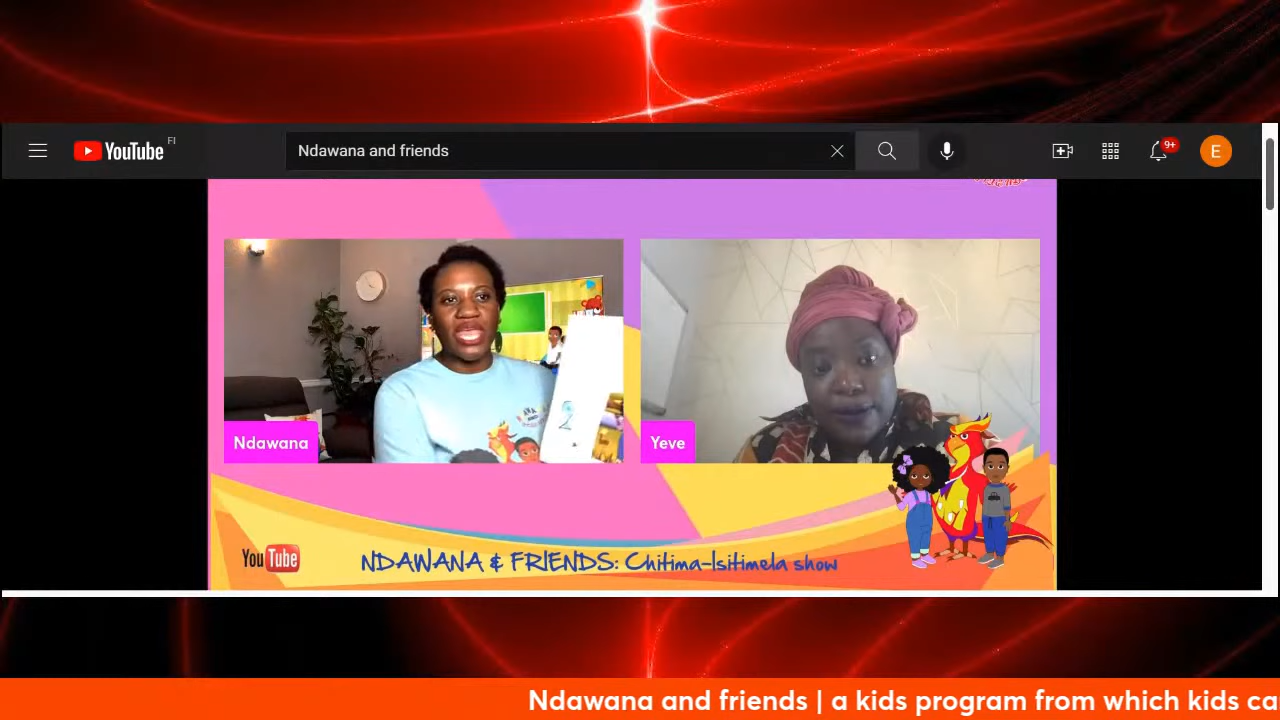 YouTube FI
Ndawana and friends
9+
E
Ndawana
Yeve
YouTube
NDAWANA & FRIENDS: Chitima-Isitimela show
Ndawana and friends | a kids program from which kids ca